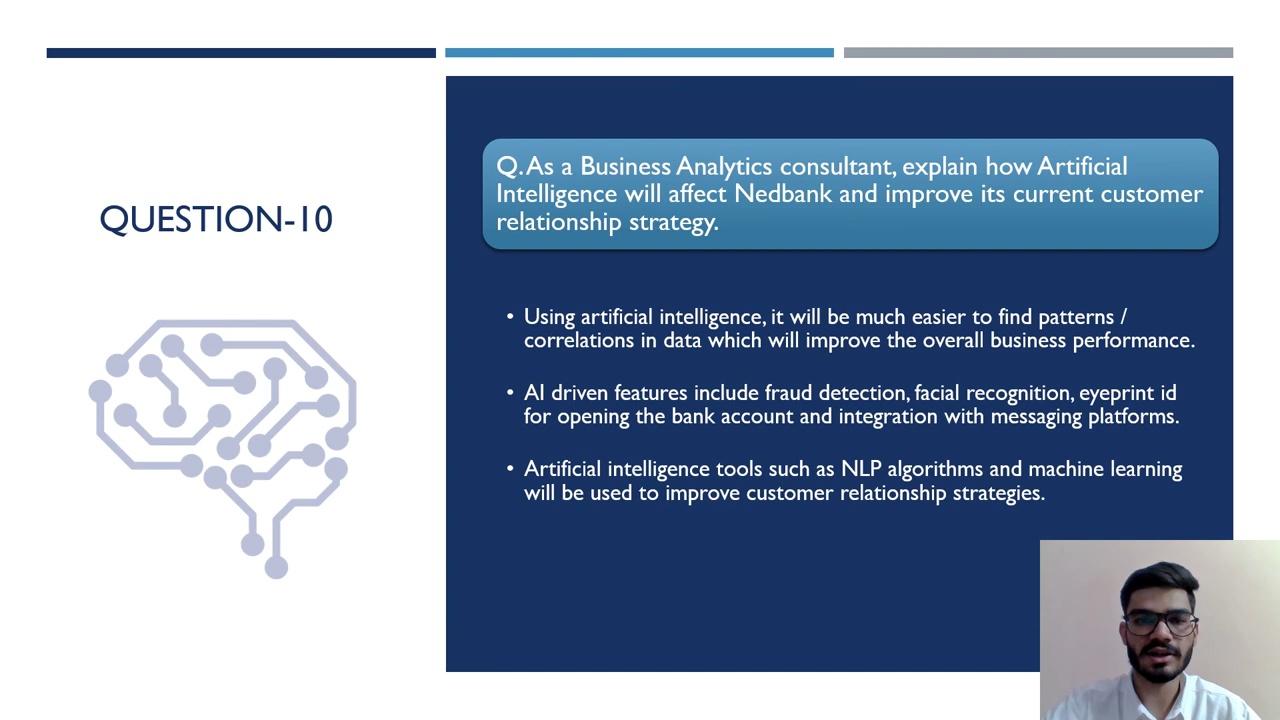 QUESTION-10
Q. As a Business Analytics consultant, explain how Artificial
Intelligence will affect Nedbank and improve its current customer
relationship strategy.
• Using artificial intelligence, it will be much easier to find patterns /
correlations in data which will improve the overall business performance.
• AI driven features include fraud detection, facial recognition, eyeprint id
for opening the bank account and integration with messaging platforms.
• Artificial intelligence tools such as NLP algorithms and machine learning
will be used to improve customer relationship strategies.